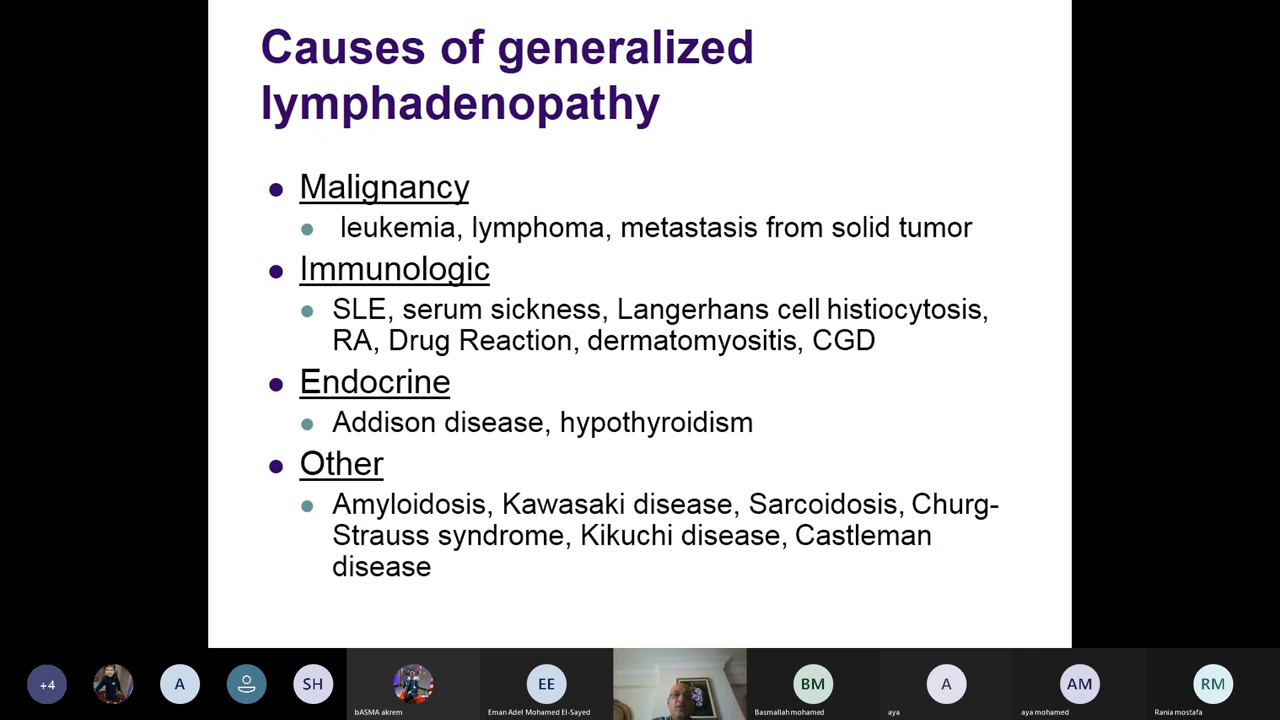 Causes of generalized
lymphadenopathy
Malignancy
leukemia, lymphoma, metastasis from solid tumor
Immunologic
SLE, serum sickness, Langerhans cell histiocytosis,
RA, Drug Reaction, dermatomyositis, CGD
Endocrine
Addison disease, hypothyroidism
Other
Amyloidosis, Kawasaki disease, Sarcoidosis, Churg-
Strauss syndrome, Kikuchi disease, Castleman
disease
+4
A
SH
bASMA akrem
EE
Eman Adel Mohamed El-Sayed
BM
Basmallah mohamed
A
aya
AM
aya mohamed
RM
Rania mostafa